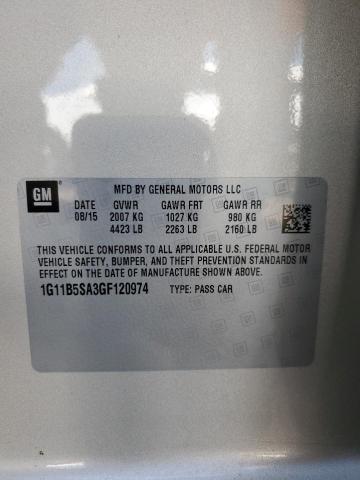 GM
MFD BY GENERAL MOTORS LLC
DATE GVWR GAWR FRT GAWR RR
08/15 2007 KG 1027 KG 980 KG
4423 LB 2263 LB 2160 LB
THIS VEHICLE CONFORMS TO ALL APPLICABLE U.S. FEDERAL MOTOR
VEHICLE SAFETY, BUMPER, AND THEFT PREVENTION STANDARDS
IN EFFECT ON THE DATE OF MANUFACTURE SHOWN ABOVE.
1G11B5SA3GF120974 TYPE: PASS CAR